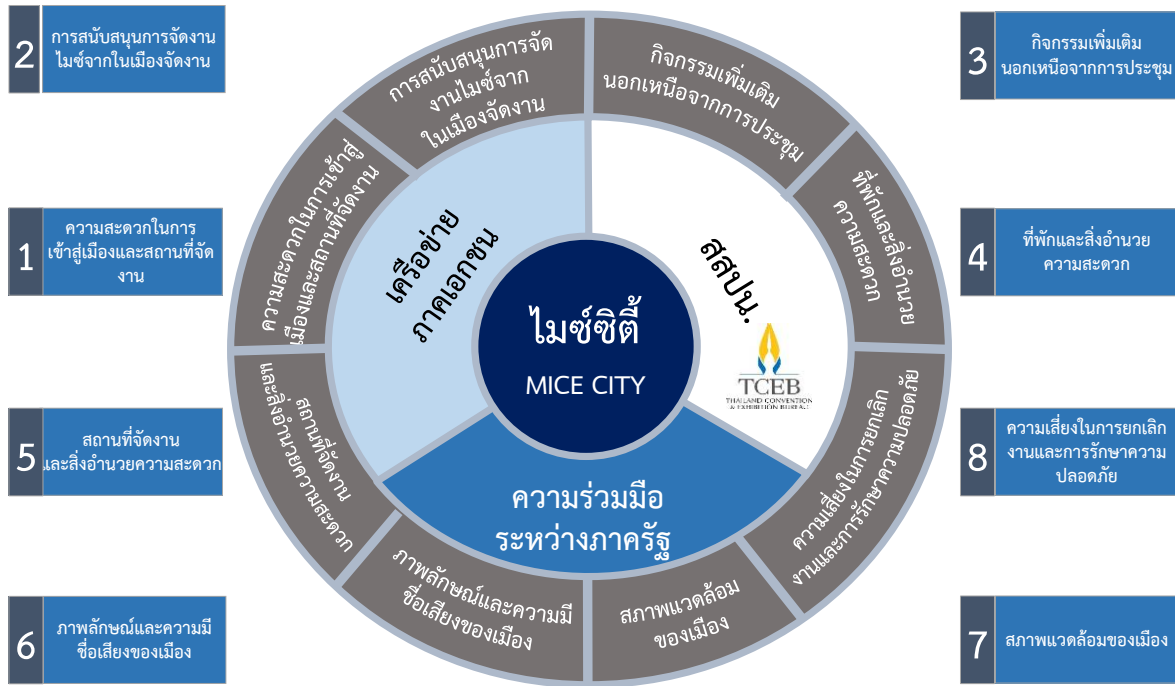 2
การสนับสนุนการจัดงาน
ไมซ์จากในเมืองจัดงาน
3
กิจกรรมเพิ่มเติม
นอกเหนือจากการประชุม
1
ความสะดวกในการ
เข้าสู่เมืองและสถานที่จัด
งาน
4
ที่พักและสิ่งอำนวย
ความสะดวก
5
สถานที่จัดงาน
และสิ่งอำนวยความสะดวก
8
ความเสี่ยงในการยกเลิก
งานและการรักษาความ
ปลอดภัย
6
ภาพลักษณ์และความมี
ชื่อเสียงของเมือง
7
สภาพแวดล้อมของเมือง
การสนับสนุนการจัด
งานไมซ์จาก
ในเมืองจัดงาน
กิจกรรมเพิ่มเติม
นอกเหนือจากการประชุม
ความสะดวกในการเข้าสู่
เมืองและสถานที่จัดงาน
ที่พักและสิ่งอำนวย
ความสะดวก
สถานที่จัดงาน
และสิ่งอำนวยความสะดวก
ความเสี่ยงในการยกเลิก
งานและการรักษาความปลอดภัย
ภาพลักษณ์และความมี
ชื่อเสียงของเมือง
สภาพแวดล้อม
ของเมือง
เครือข่าย
ภาคเอกชน
สสปน.
TCEB
THAILAND CONVENTION
& EXHIBITION BUREAU
ไมซ์ซิตี้
MICE CITY
ความร่วมมือ
ระหว่างภาครัฐ